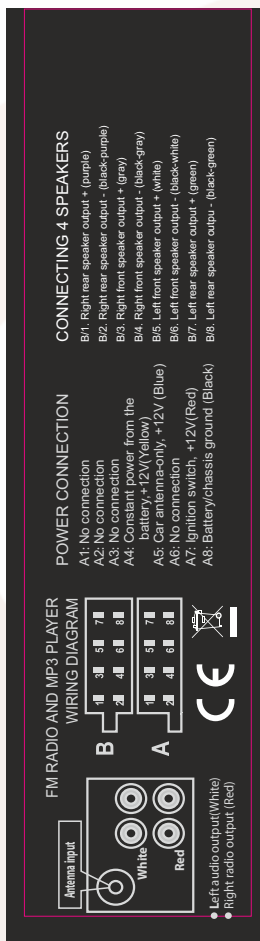 FM RADIO AND MP3 PLAYER
WIRING DIAGRAM
Antenna input
White
Red
B
1 3 5 7
2 4 6 8
A
1 3 5 7
2 4 6 8
CE
• Left audio output(White)
• Right radio output (Red)
POWER CONNECTION
A1: No connection
A2: No connection
A3: No connection
A4: Constant power from the
battery,+12V(Yellow)
A5: Car antenna-only, +12V (Blue)
A6: No connection
A7: Ignition switch, +12V(Red)
A8: Battery/chassis ground (Black)
CONNECTING 4 SPEAKERS
B/1. Right rear speaker output + (purple)
B/2. Right rear speaker output - (black-purple)
B/3. Right front speaker output + (gray)
B/4. Right front speaker output - (black-gray)
B/5. Left front speaker output + (white)
B/6. Left front speaker output - (black-white)
B/7. Left rear speaker output + (green)
B/8. Left rear speaker outpu - (black-green)